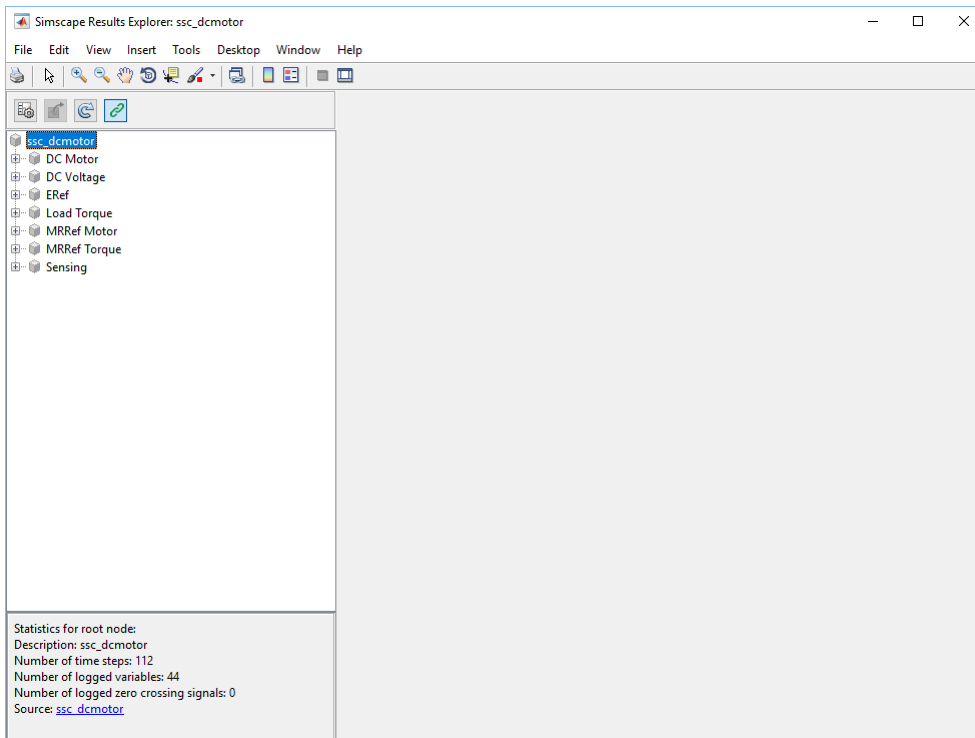 Simscape Results Explorer: ssc_dcmotor
File Edit View Insert Tools Desktop Window Help
ssc_dcmotor
DC Motor
DC Voltage
ERef
Load Torque
MRRef Motor
MRRef Torque
Sensing
Statistics for root node:
Description: ssc_dcmotor
Number of time steps: 112
Number of logged variables: 44
Number of logged zero crossing signals: 0
Source: ssc_dcmotor